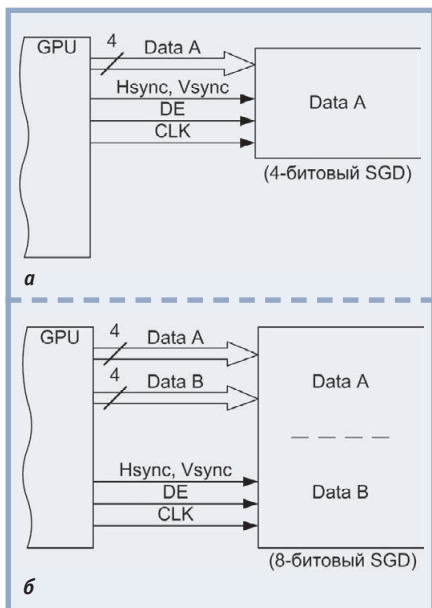 GPU
4
Data A
Hsync, Vsync
DE
CLK
Data A
(4-битовый SGD)
а
GPU
4
Data A
4
Data B
Hsync, Vsync
DE
CLK
Data A
Data B
(8-битовый SGD)
б